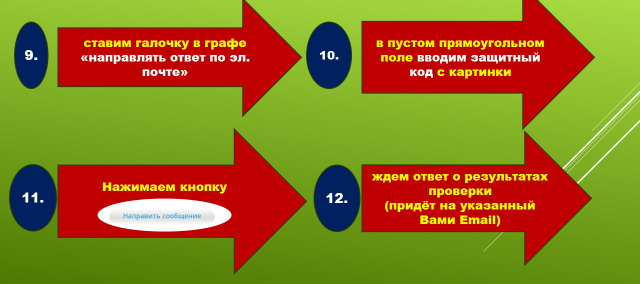 9.
ставим галочку в графе
«направлять ответ по эл.
почте»
10.
в пустом прямоугольном
поле вводим защитный
код с картинки
11.
Нажимаем кнопку
Направить сообщение
12.
ждем ответ о результатах
проверки
(придёт на указанный
Вами Email)